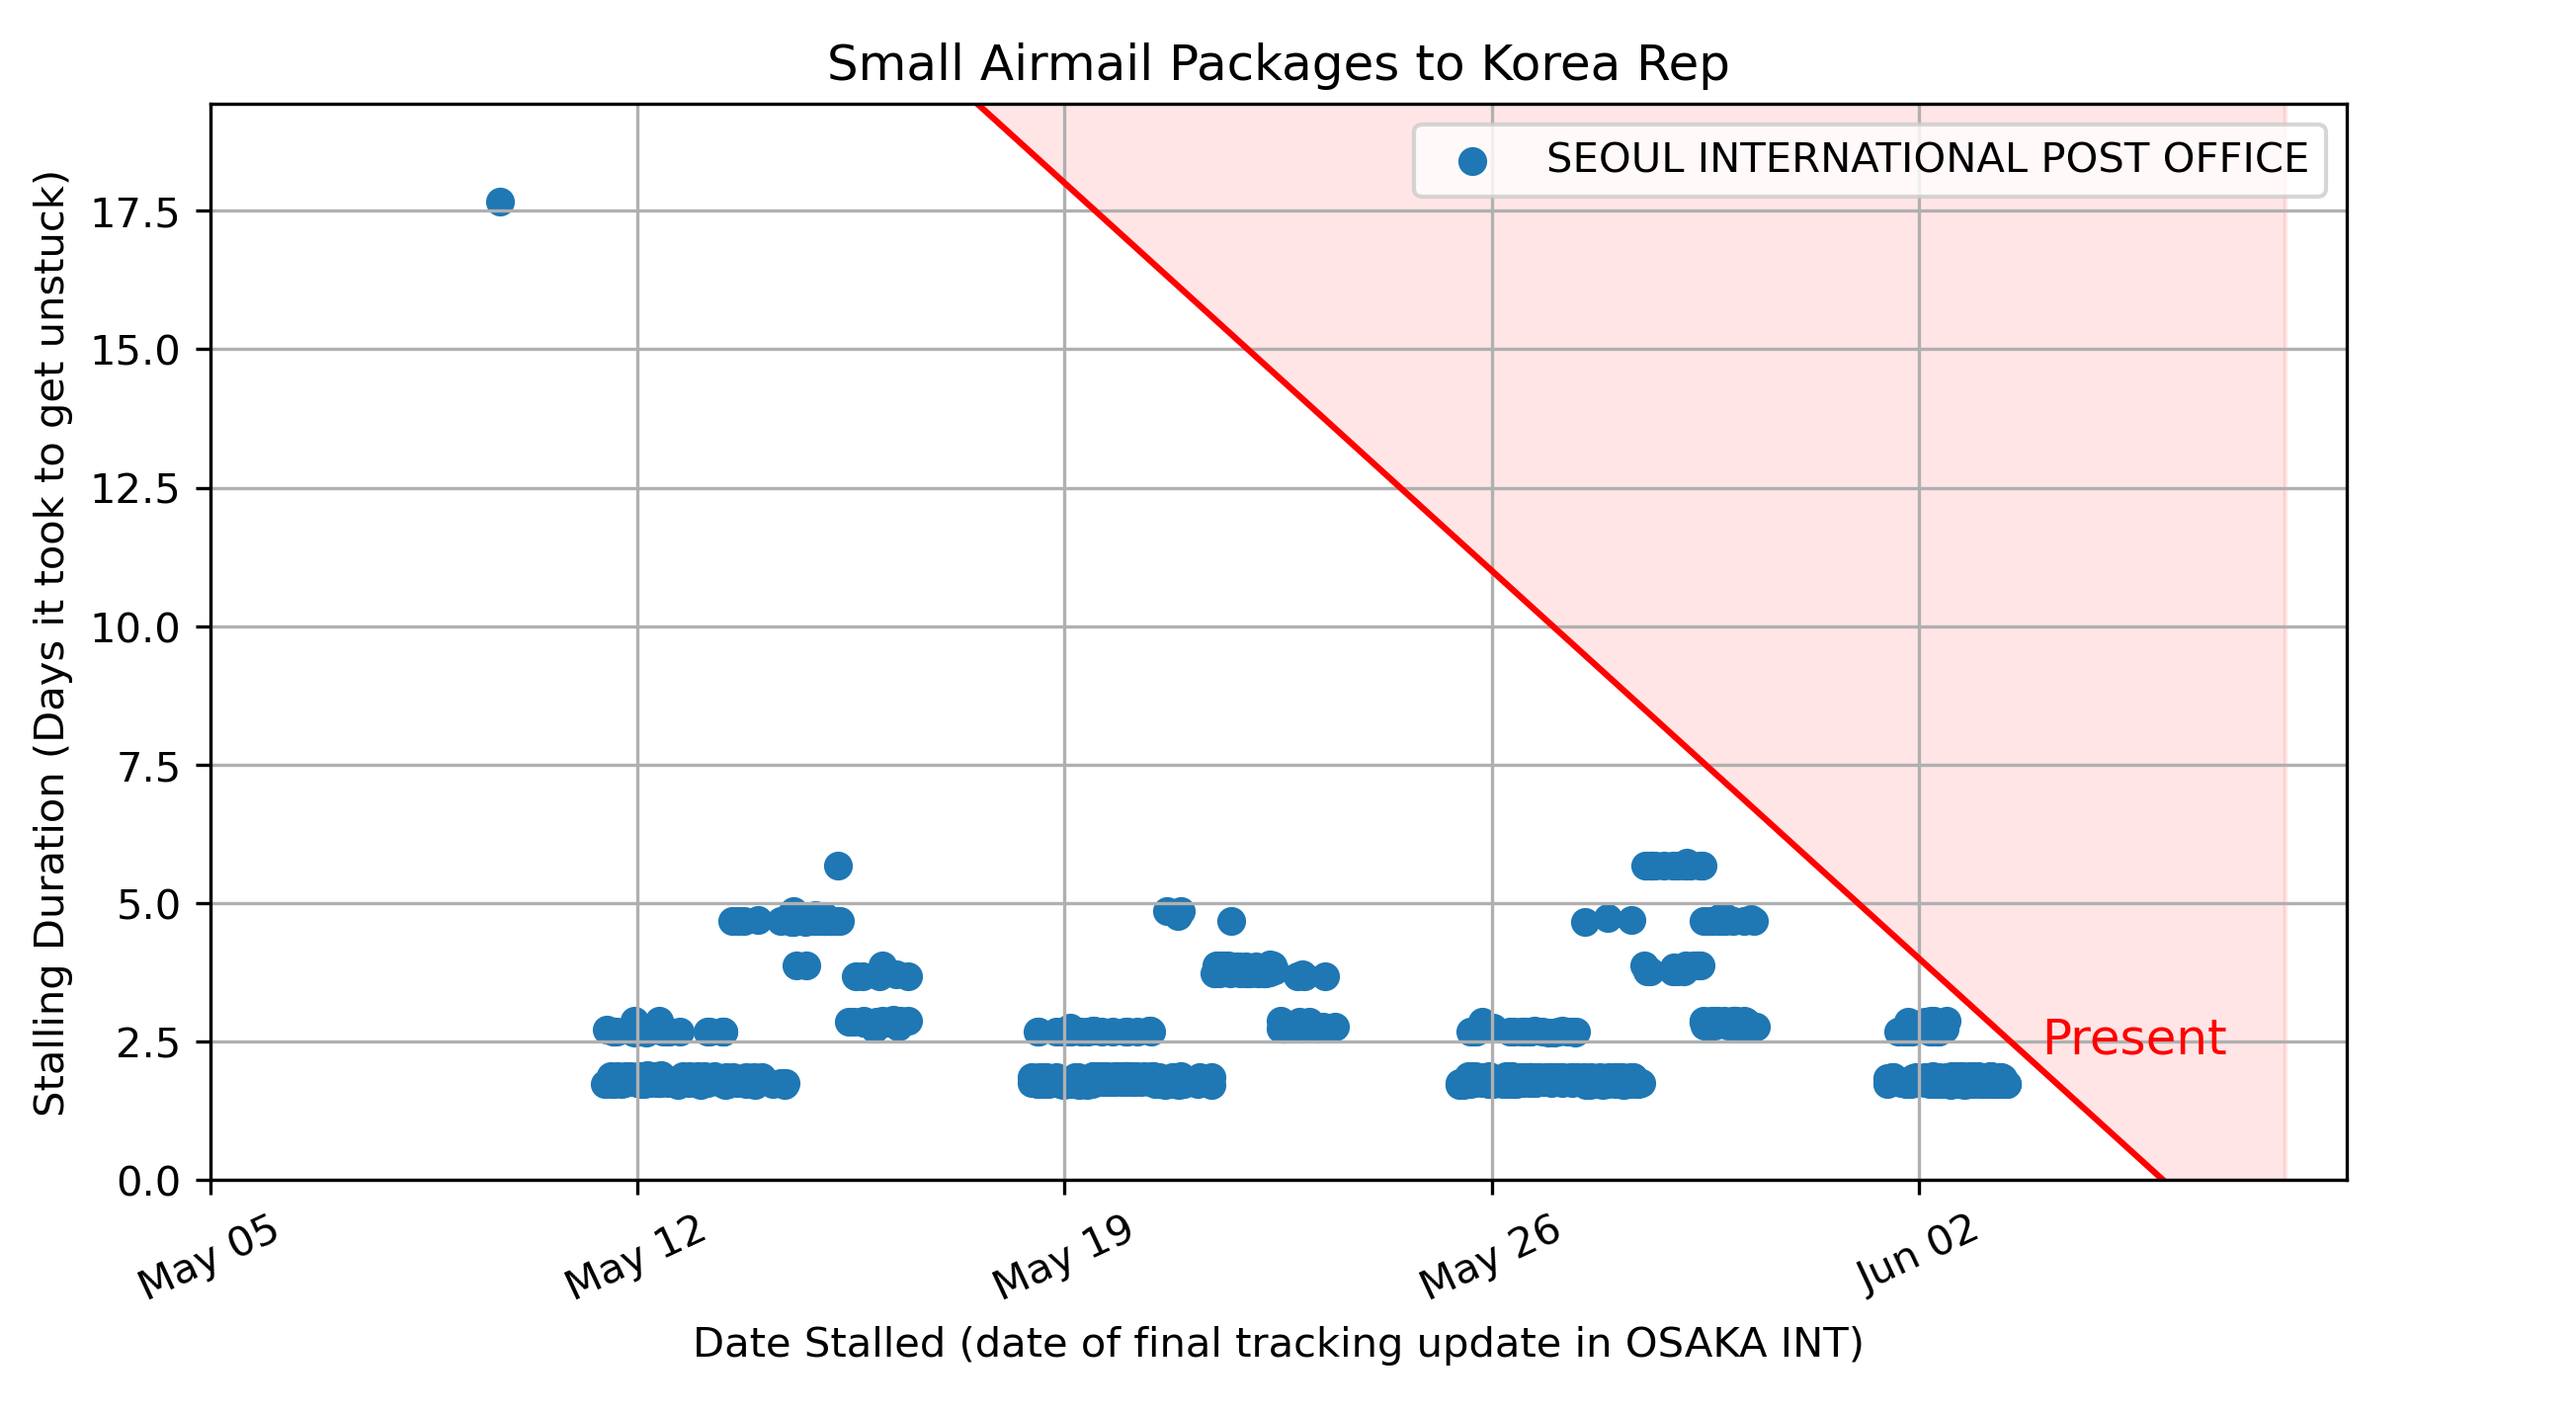 Small Airmail Packages to Korea Rep
SEOUL INTERNATIONAL POST OFFICE
Stalling Duration (Days it took to get unstuck)
17.5
15.0
12.5
10.0
7.5
5.0
2.5
0.0
Present
May 05
May 12
May 19
May 26
Jun 02
Date Stalled (date of final tracking update in OSAKA INT)